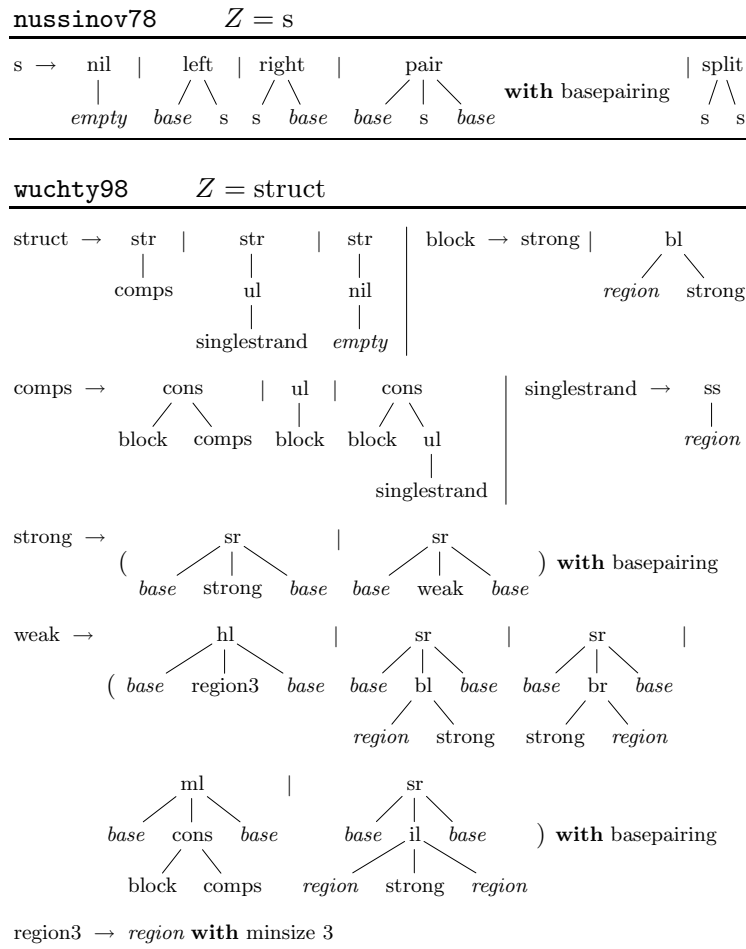 nussinov78 Z = s
s → nil | left | right | pair | split
with basepairing
empty base s s base base s base s s
wuchty98 Z = struct
struct → str | str | str block → strong | bl
comps ul nil region strong
singlestrand empty
comps → cons | ul | cons singlestrand → ss
block comps block block ul region
singlestrand
strong → sr | sr
( ) with basepairing
base strong base base weak base
weak → hl | sr | sr |
( base region3 base base bl base base br base
region strong strong region
ml | sr
base cons base base il base ) with basepairing
block comps region strong region
region3 → region with minsize 3